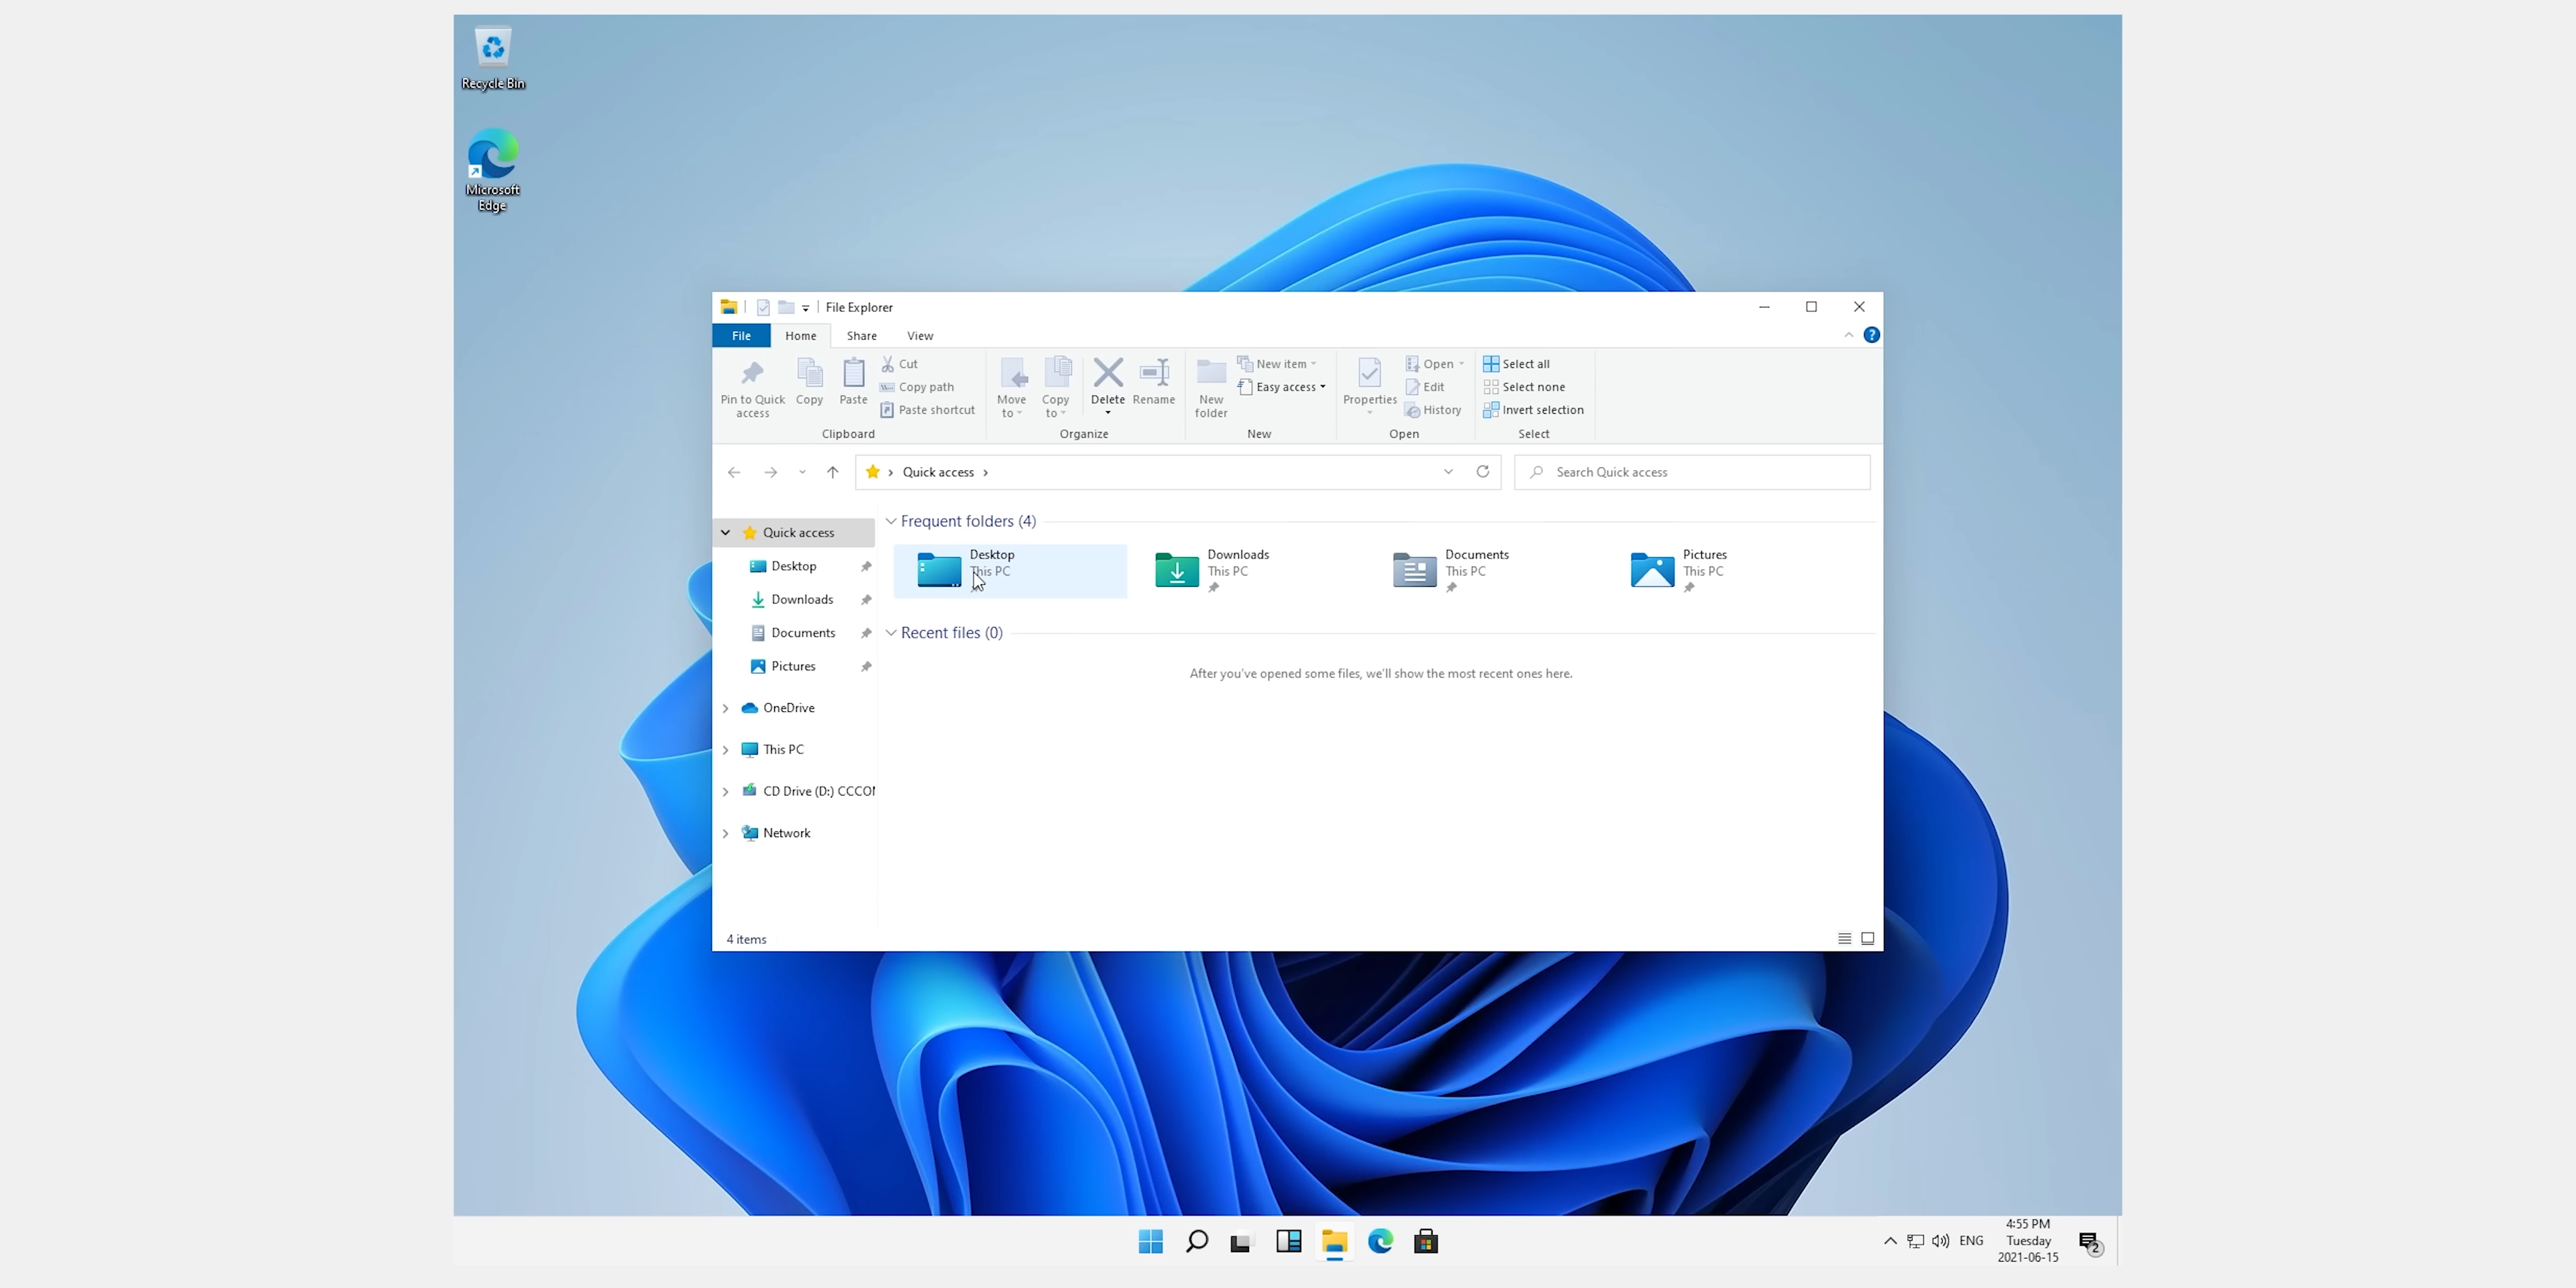 Recycle Bin
Microsoft
Edge
File Explorer
File
Home
Share
View
Pin to Quick
access
Copy
Paste
Cut
Copy path
Paste shortcut
Clipboard
Move
to
Copy
to
Delete
Rename
Organize
New
folder
New item
Easy access
New
Properties
Open
Edit
History
Open
Select all
Select none
Invert selection
Select
Quick access
Search Quick access
Quick access
Desktop
Downloads
Documents
Pictures
OneDrive
This PC
CD Drive (D:) CCCO
Network
Frequent folders (4)
Desktop
This PC
Downloads
This PC
Documents
This PC
Pictures
This PC
Recent files (0)
After you've opened some files, we'll show the most recent ones here.
4 items
ENG
4:55 PM
Tuesday
2021-06-15
2